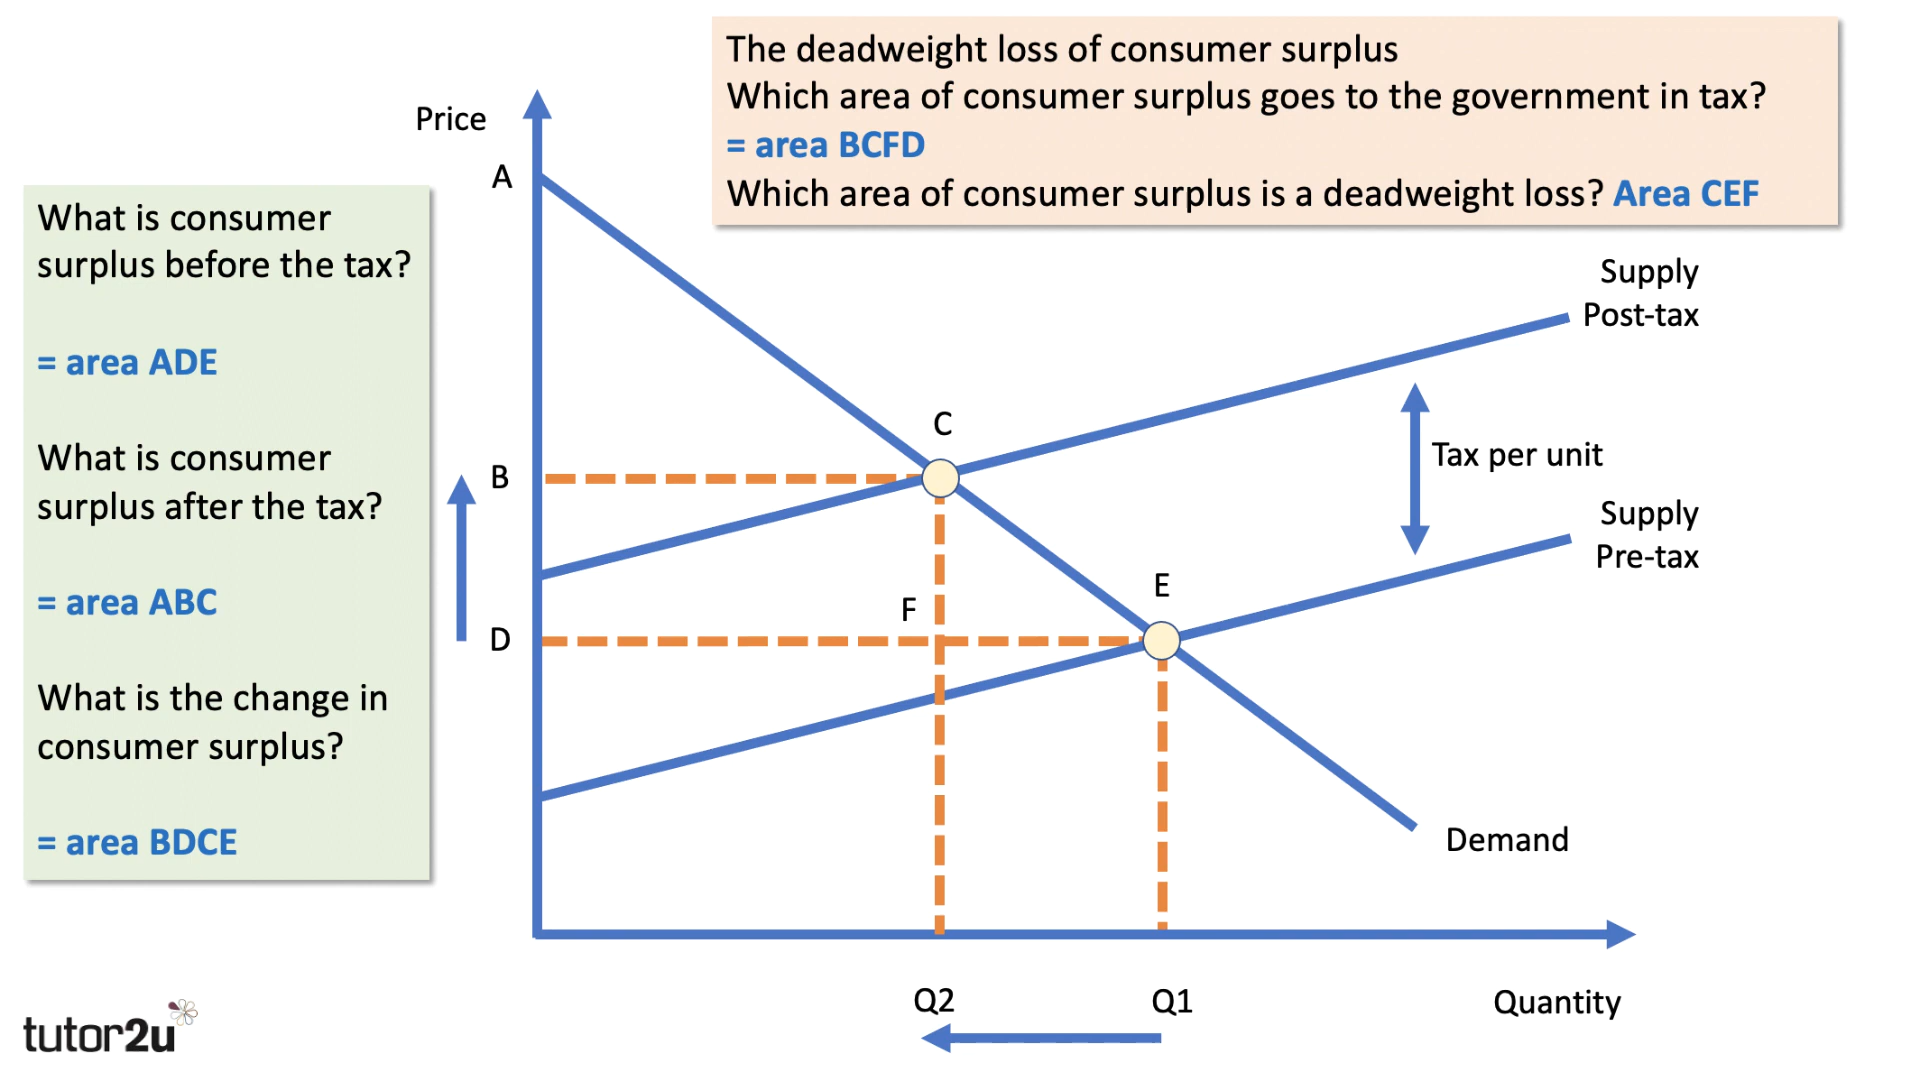 The deadweight loss of consumer surplus
Which area of consumer surplus goes to the government in tax?
= area BCFD
Which area of consumer surplus is a deadweight loss? Area CEF
What is consumer
surplus before the tax?
= area ADE
What is consumer
surplus after the tax?
= area ABC
What is the change in
consumer surplus?
= area BDCE
Price
A
B
D
C
F
E
Supply
Post-tax
Tax per unit
Supply
Pre-tax
Demand
Q2
Q1
Quantity
tutor2u